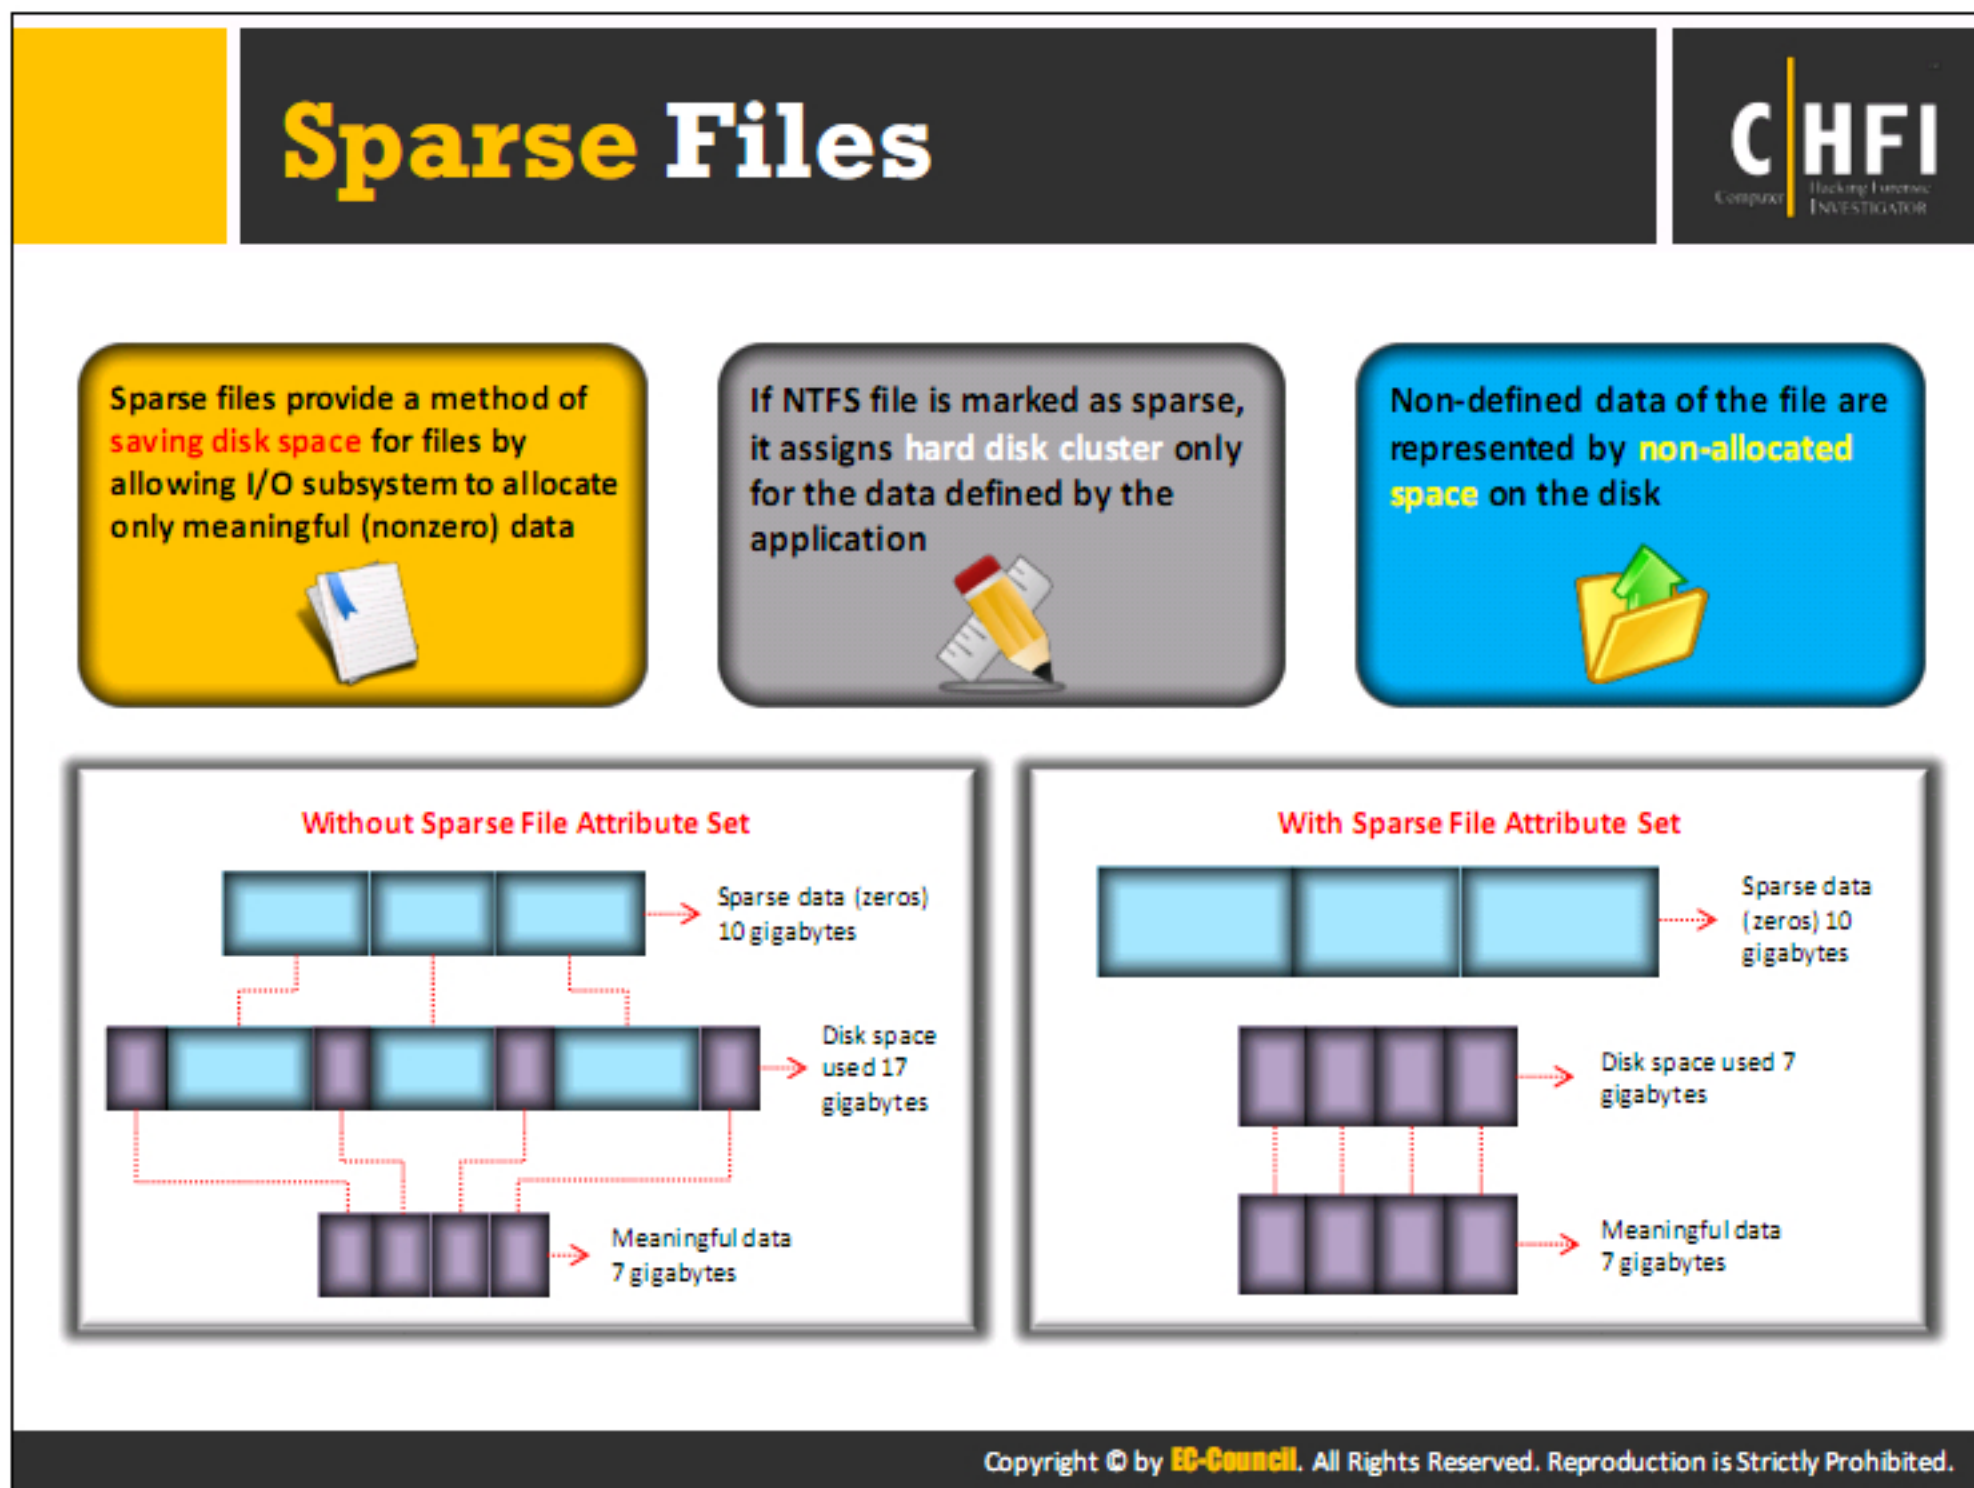 Sparse Files
C HFI
Computer
Hacking Forensic
INVESTIGATOR
Sparse files provide a method of
saving disk space for files by
allowing I/O subsystem to allocate
only meaningful (nonzero) data
If NTFS file is marked as sparse,
it assigns hard disk cluster only
for the data defined by the
application
Non-defined data of the file are
represented by non-allocated
space on the disk
Without Sparse File Attribute Set
Sparse data (zeros)
10 gigabytes
Disk space
used 17
gigabytes
Meaningful data
7 gigabytes
With Sparse File Attribute Set
Sparse data
(zeros) 10
gigabytes
Disk space used 7
gigabytes
Meaningful data
7 gigabytes
Copyright © by EC-Council. All Rights Reserved. Reproduction is Strictly Prohibited.